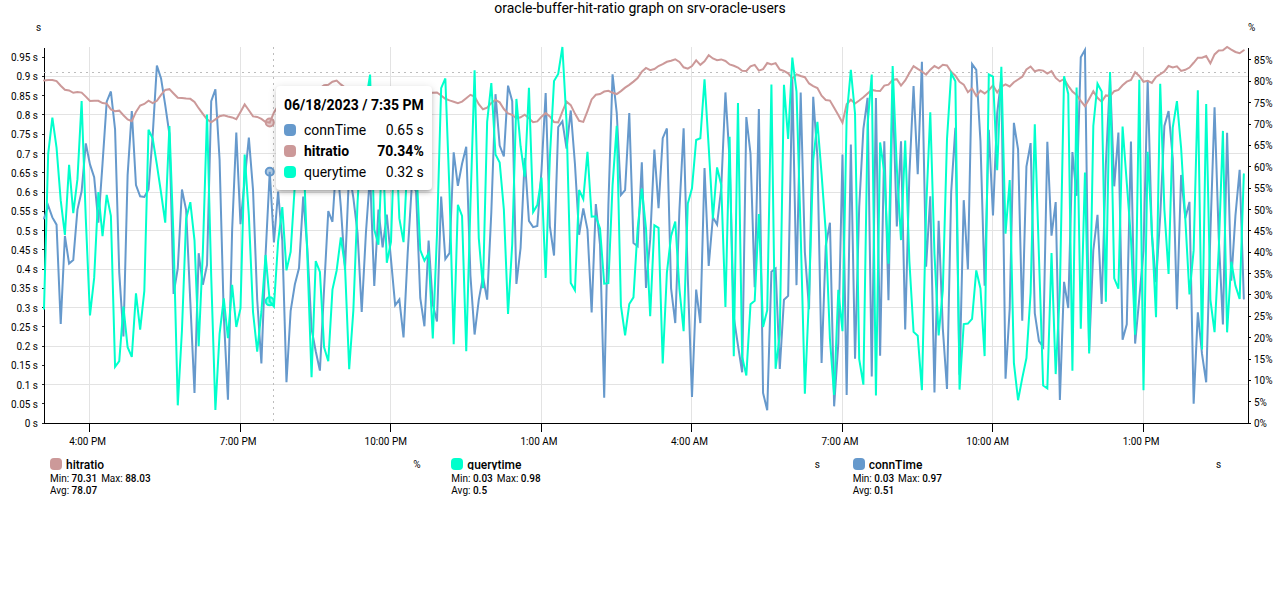 oracle-buffer-hit-ratio graph on srv-oracle-users
s %
0.95 s
0.9 s
0.85 s
0.8 s
0.75 s
0.7 s
0.65 s
0.6 s
0.55 s
0.5 s
0.45 s
0.4 s
0.35 s
0.3 s
0.25 s
0.2 s
0.15 s
0.1 s
0.05 s
0 s
06/18/2023 / 7:35 PM
connTime 0.65 s
hitratio 70.34%
querytime 0.32 s
85%
80%
75%
70%
65%
60%
55%
50%
45%
40%
35%
30%
25%
20%
15%
10%
5%
0%
4:00 PM 7:00 PM 10:00 PM 1:00 AM 4:00 AM 7:00 AM 10:00 AM 1:00 PM
hitratio %
Min: 70.31 Max: 88.03
Avg: 78.07
querytime s
Min: 0.03 Max: 0.98
Avg: 0.5
connTime s
Min: 0.03 Max: 0.97
Avg: 0.51